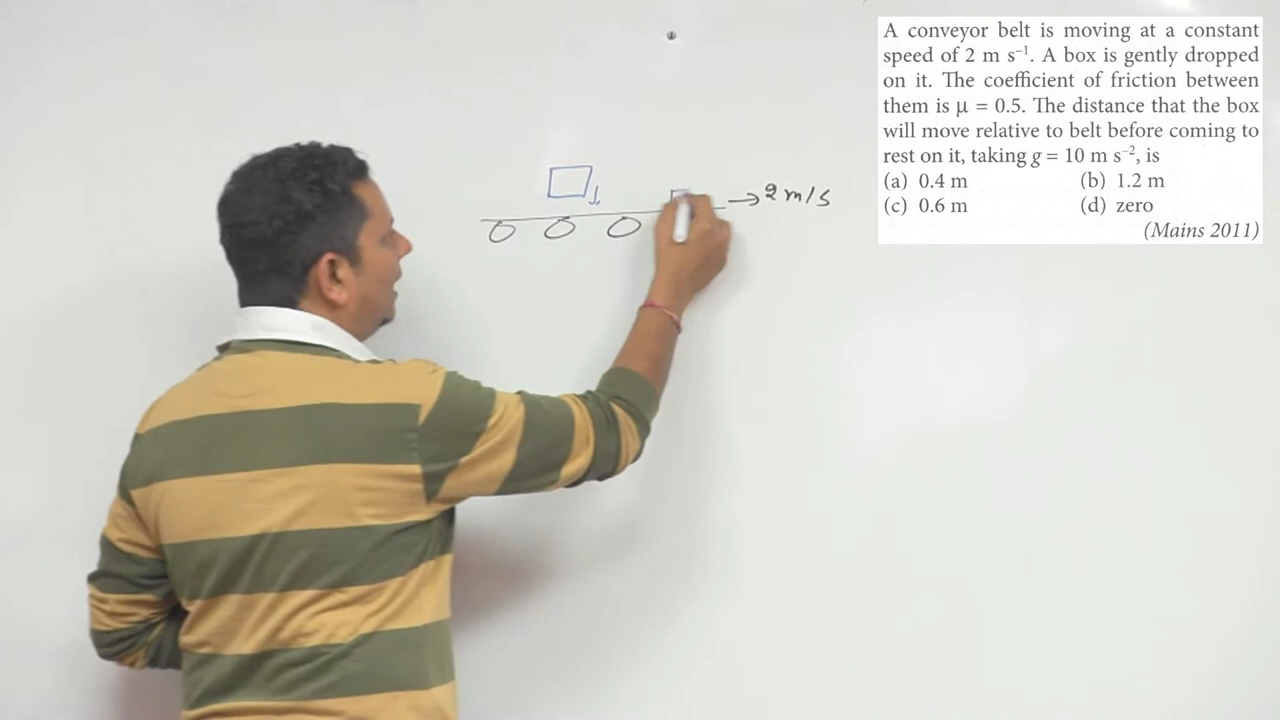 → 2 m/s
A conveyor belt is moving at a constant
speed of 2 m s⁻¹. A box is gently dropped
on it. The coefficient of friction between
them is μ = 0.5. The distance that the box
will move relative to belt before coming to
rest on it, taking g = 10 m s⁻², is
(a) 0.4 m (b) 1.2 m
(c) 0.6 m (d) zero
(Mains 2011)